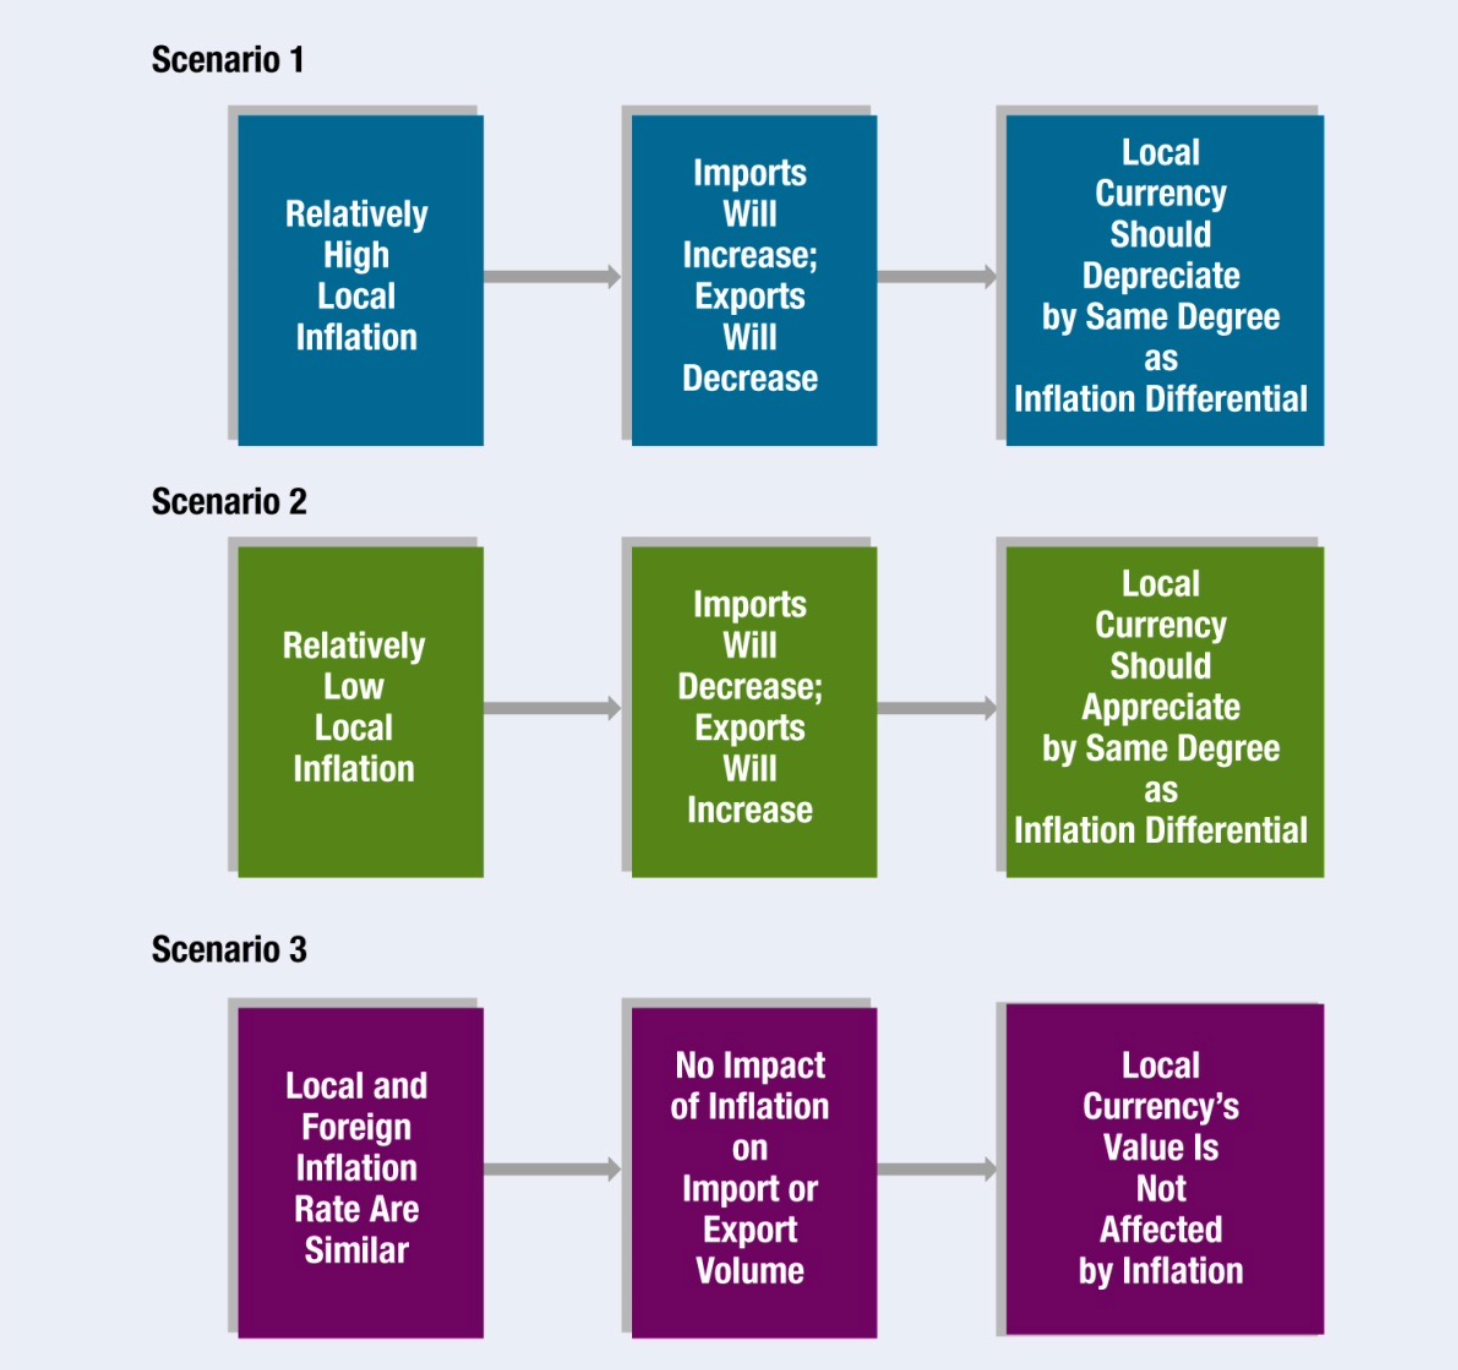 Scenario 1
Relatively
High
Local
Inflation
Imports
Will
Increase;
Exports
Will
Decrease
Local
Currency
Should
Depreciate
by Same Degree
as
Inflation Differential
Scenario 2
Relatively
Low
Local
Inflation
Imports
Will
Decrease;
Exports
Will
Increase
Local
Currency
Should
Appreciate
by Same Degree
as
Inflation Differential
Scenario 3
Local and
Foreign
Inflation
Rate Are
Similar
No Impact
of Inflation
on
Import or
Export
Volume
Local
Currency’s
Value Is
Not
Affected
by Inflation